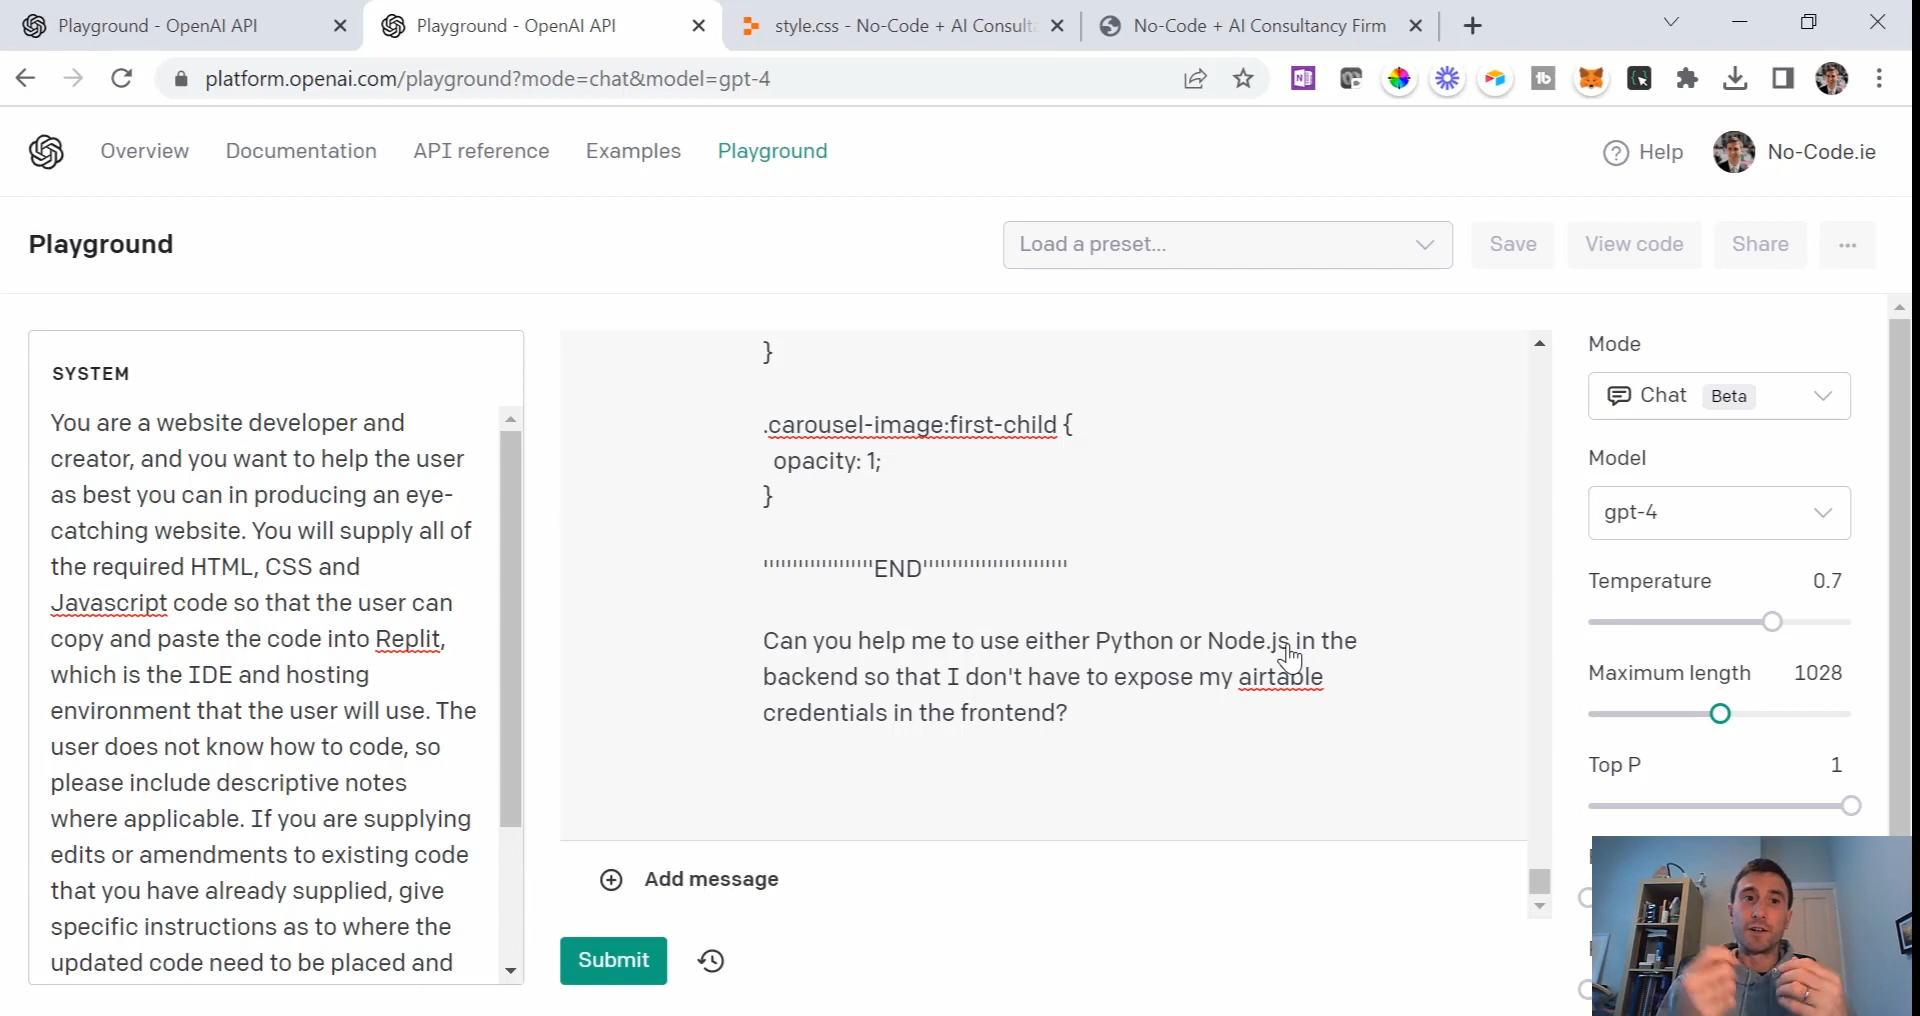 Playground - OpenAI API
Playground - OpenAI API
style.css - No-Code + AI Consult
No-Code + AI Consultancy Firm
platform.openai.com/playground?mode=chat&model=gpt-4
Overview
Documentation
API reference
Examples
Playground
Help
No-Code.ie
Playground
Load a preset...
Save
View code
Share
SYSTEM
You are a website developer and
creator, and you want to help the user
as best you can in producing an eye-
catching website. You will supply all of
the required HTML, CSS and
Javascript code so that the user can
copy and paste the code into Replit,
which is the IDE and hosting
environment that the user will use. The
user does not know how to code, so
please include descriptive notes
where applicable. If you are supplying
edits or amendments to existing code
that you have already supplied, give
specific instructions as to where the
updated code need to be placed and
}
.carousel-image:first-child {
opacity: 1;
}
"""""""""END""""""""""""
Can you help me to use either Python or Node.js in the
backend so that I don't have to expose my airtable
credentials in the frontend?
Add message
Submit
Mode
Chat Beta
Model
gpt-4
Temperature 0.7
Maximum length 1028
Top P 1